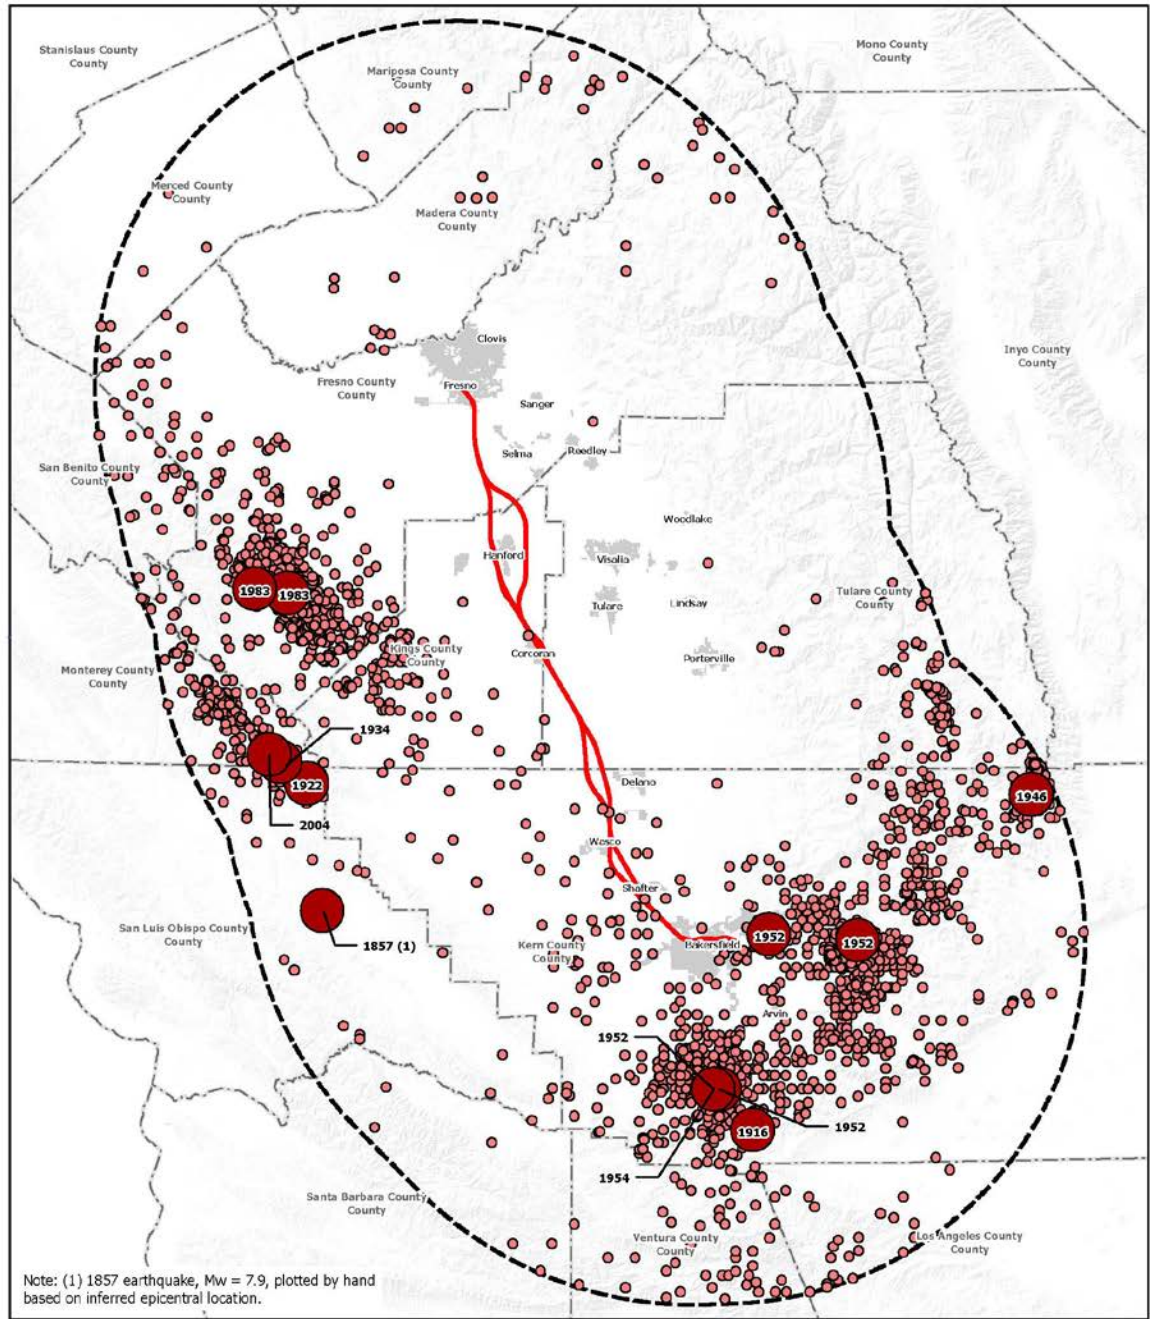 Stanislaus County
County
Mono County
County
Mariposa County
County
Merced County
County
Madera County
County
Clovis
Inyo County
County
Fresno County
County
Fresno
Sanger
Selma
Reedley
San Benito County
County
Woodlake
Hanford
Visalia
1983
1983
Tulare County
County
Tulare
Lindsay
Kings County
County
Corcoran
Porterville
Monterey County
County
1934
1922
Delano
1946
2004
Wasco
Shafter
San Luis Obispo County
County
1857 (1)
Kern County
County
Bakersfield
1952
1952
Arvin
1952
1952
1916
1954
Santa Barbara County
County
Ventura County
County
Los Angeles County
County
Note: (1) 1857 earthquake, Mw = 7.9, plotted by hand
based on inferred epicentral location.